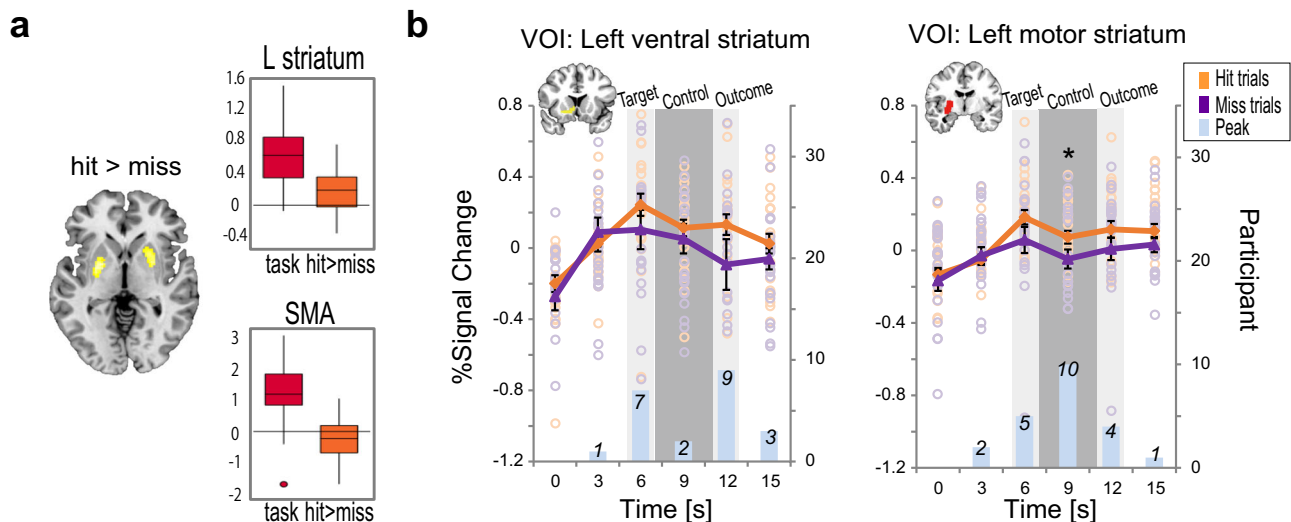 a
hit > miss
L striatum
1.6
1.2
0.8
0.4
0
-0.4
task hit>miss
SMA
3
2
1
0
-1
-2
task hit>miss
b
VOI: Left ventral striatum
Target Control Outcome
%Signal Change
0.8
0.4
0
-0.4
-0.8
-1.2
30
20
10
0
1 7 2 9 3
0 3 6 9 12 15
Time [s]
VOI: Left motor striatum
Target Control Outcome
*
0.8
0.4
0
-0.4
-0.8
-1.2
30
20
10
0
2 5 10 4 1
0 3 6 9 12 15
Time [s]
Participant
Hit trials
Miss trials
Peak